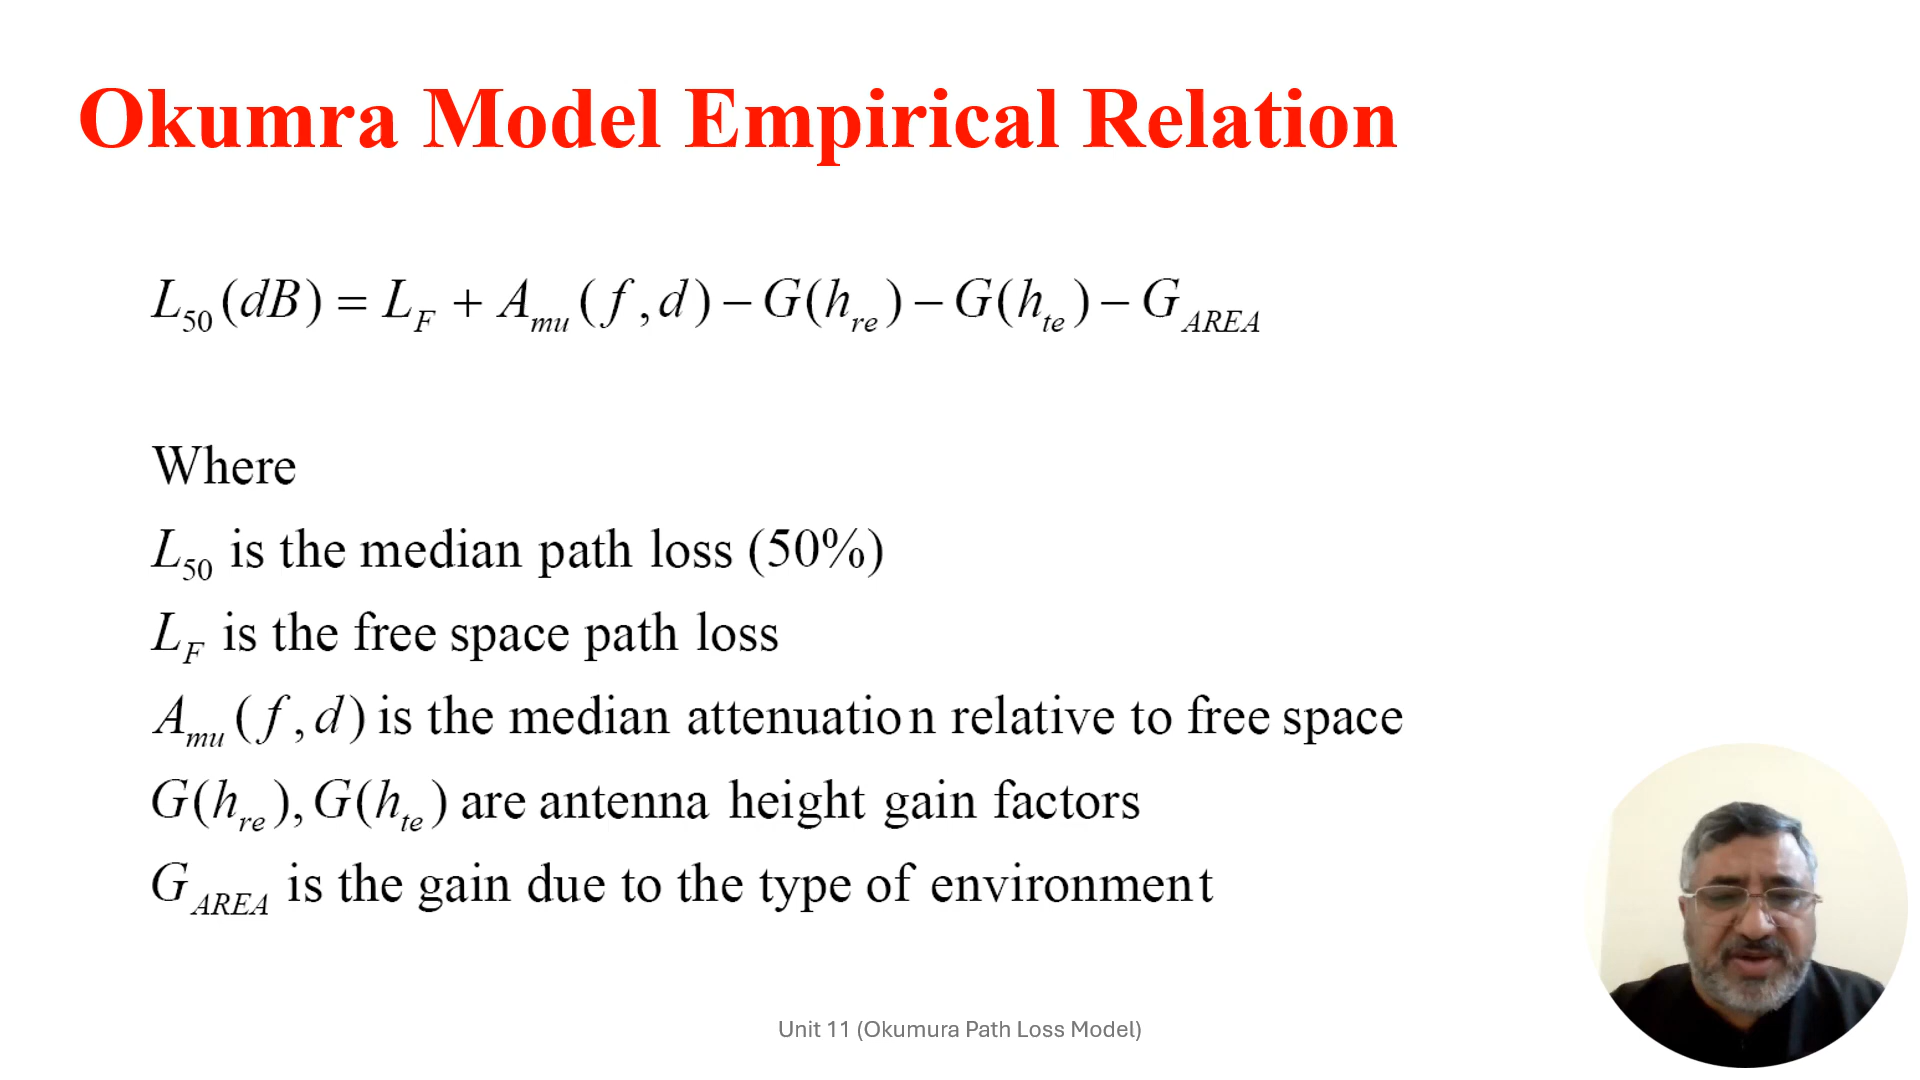 Okumra Model Empirical Relation
L₅₀(dB) = L_F + A_mu(f,d) − G(h_re) − G(h_te) − G_AREA
Where
L₅₀ is the median path loss (50%)
L_F is the free space path loss
A_mu(f,d) is the median attenuation relative to free space
G(h_re), G(h_te) are antenna height gain factors
G_AREA is the gain due to the type of environment
Unit 11 (Okumura Path Loss Model)